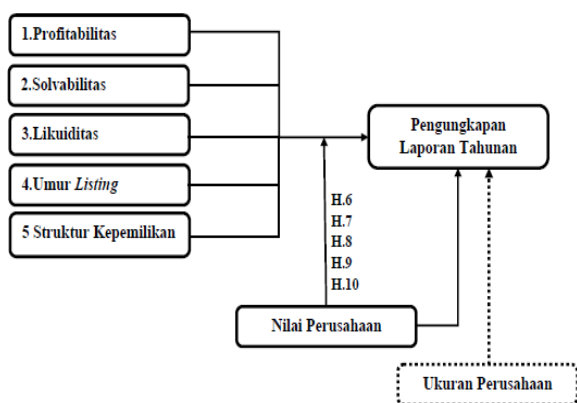 1.Profitabilitas
2.Solvabilitas
3.Likuiditas
4.Umur Listing
5 Struktur Kepemilikan
Pengungkapan
Laporan Tahunan
H.6
H.7
H.8
H.9
H.10
Nilai Perusahaan
Ukuran Perusahaan